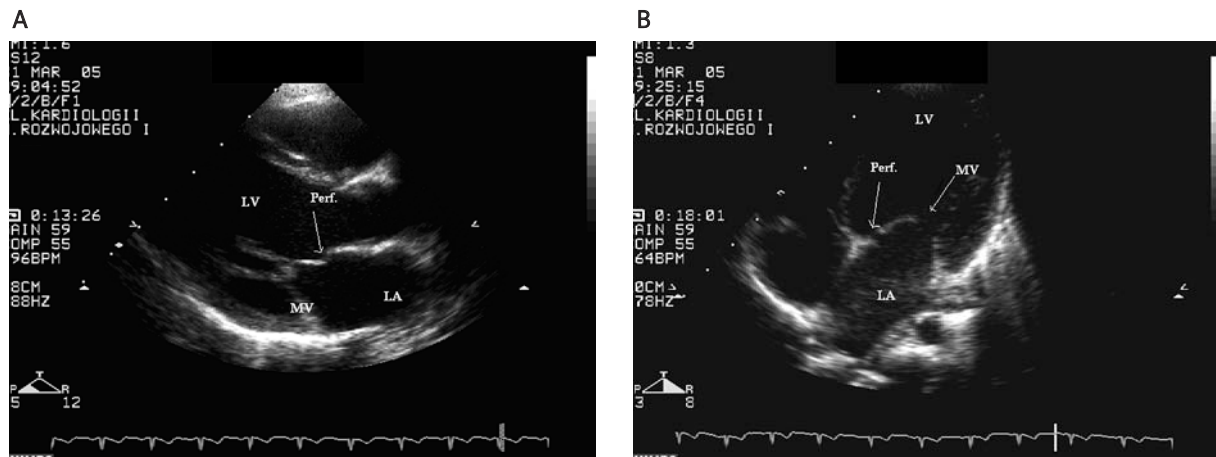 A
MI:1.6
S12
1 MAR 05
9:04:52
/2/B/F1
L.KARDIOLOGII
.ROZWOJOWEGO I
0:13:26
AIN 59
OMP 55
96BPM
8CM
88HZ
P R
5 12
LV
Perf.
MV
LA
B
MI:1.3
S8
1 MAR 05
9:25:15
/2/B/F4
L.KARDIOLOGII
.ROZWOJOWEGO I
0:18:01
AIN 59
OMP 55
64BPM
0CM
78HZ
P R
3 8
LV
Perf.
MV
LA